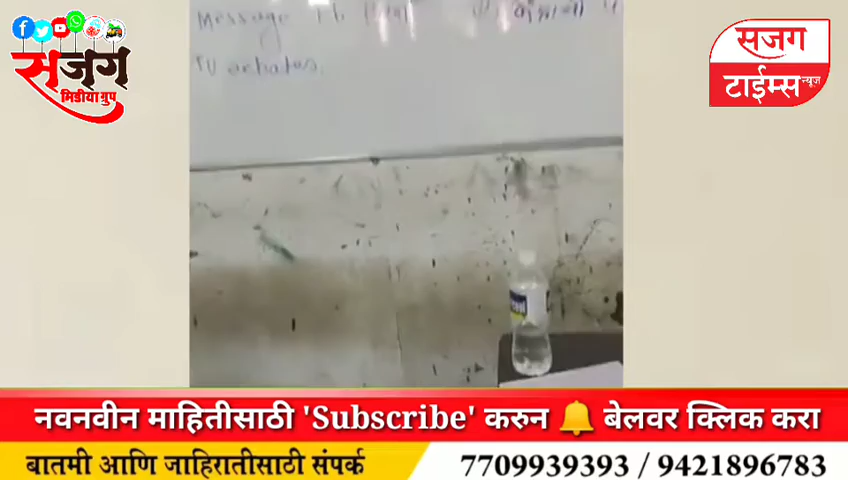 सजग
मिडीया ग्रुप
सजग
टाईम्स न्यूज
Message
नवनवीन माहितीसाठी 'Subscribe' करुन 🔔 बेलवर क्लिक करा
बातमी आणि जाहिरातीसाठी संपर्क
7709939393 / 9421896783